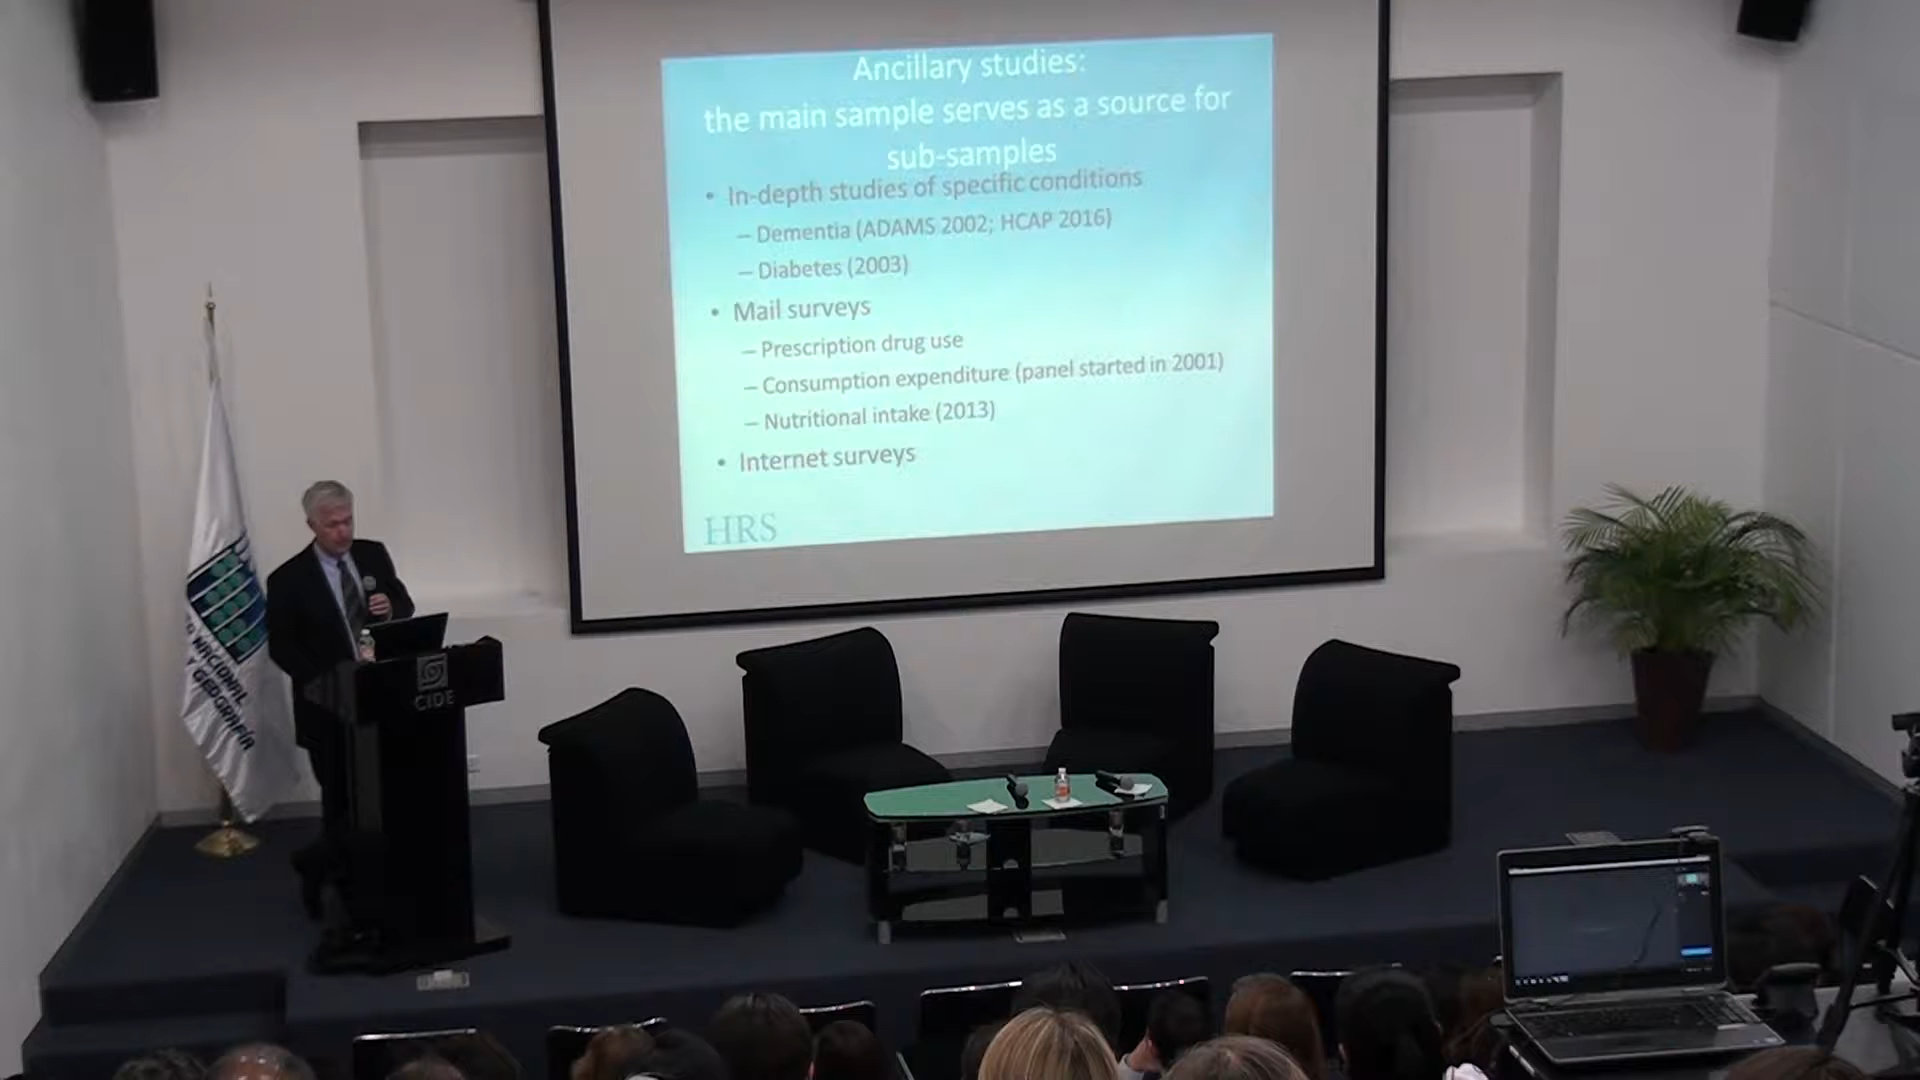 Ancillary studies:
the main sample serves as a source for
sub-samples
• In-depth studies of specific conditions
– Dementia (ADAMS 2002; HCAP 2016)
– Diabetes (2003)
• Mail surveys
– Prescription drug use
– Consumption expenditure (panel started in 2001)
– Nutritional intake (2013)
• Internet surveys
HRS
NACIONAL
GEOGRAFÍA
CIDE